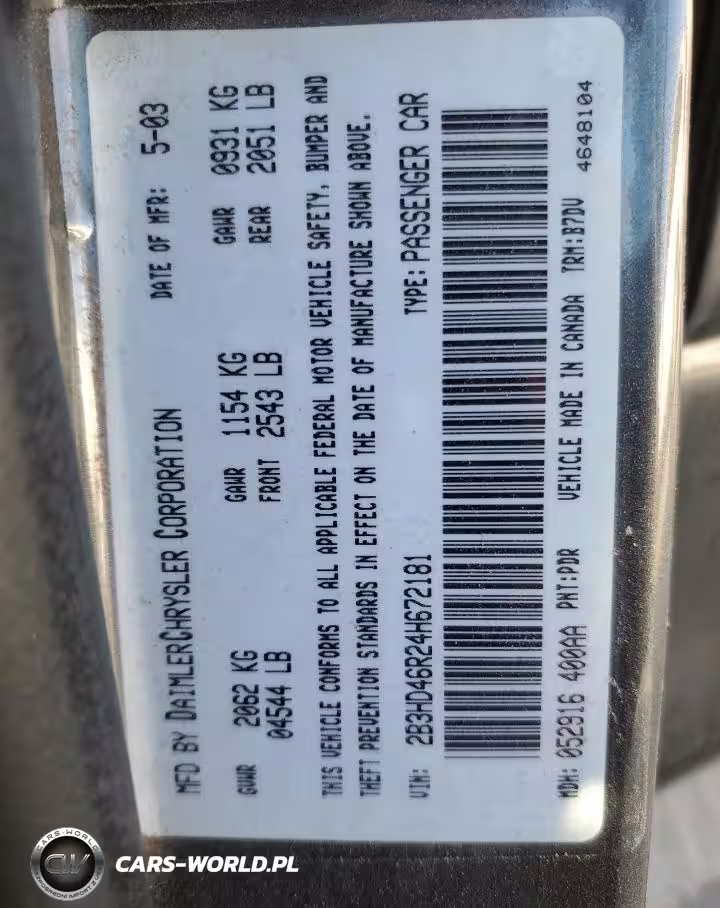 MFD BY DAIMLERCHRYSLER CORPORATION DATE OF MFR: 5-03
GVWR 2062 KG GAWR 1154 KG GAWR 0931 KG
04544 LB FRONT 2543 LB REAR 2051 LB
THIS VEHICLE CONFORMS TO ALL APPLICABLE FEDERAL MOTOR VEHICLE SAFETY, BUMPER AND
THEFT PREVENTION STANDARDS IN EFFECT ON THE DATE OF MANUFACTURE SHOWN ABOVE.
VIN: 2B3HD46R24H672181 TYPE: PASSENGER CAR
MDH: 052916 400AA PNT:PDR VEHICLE MADE IN CANADA TRM:B7DV 4648104
CARS-WORLD
CW
CARS-WORLD.PL